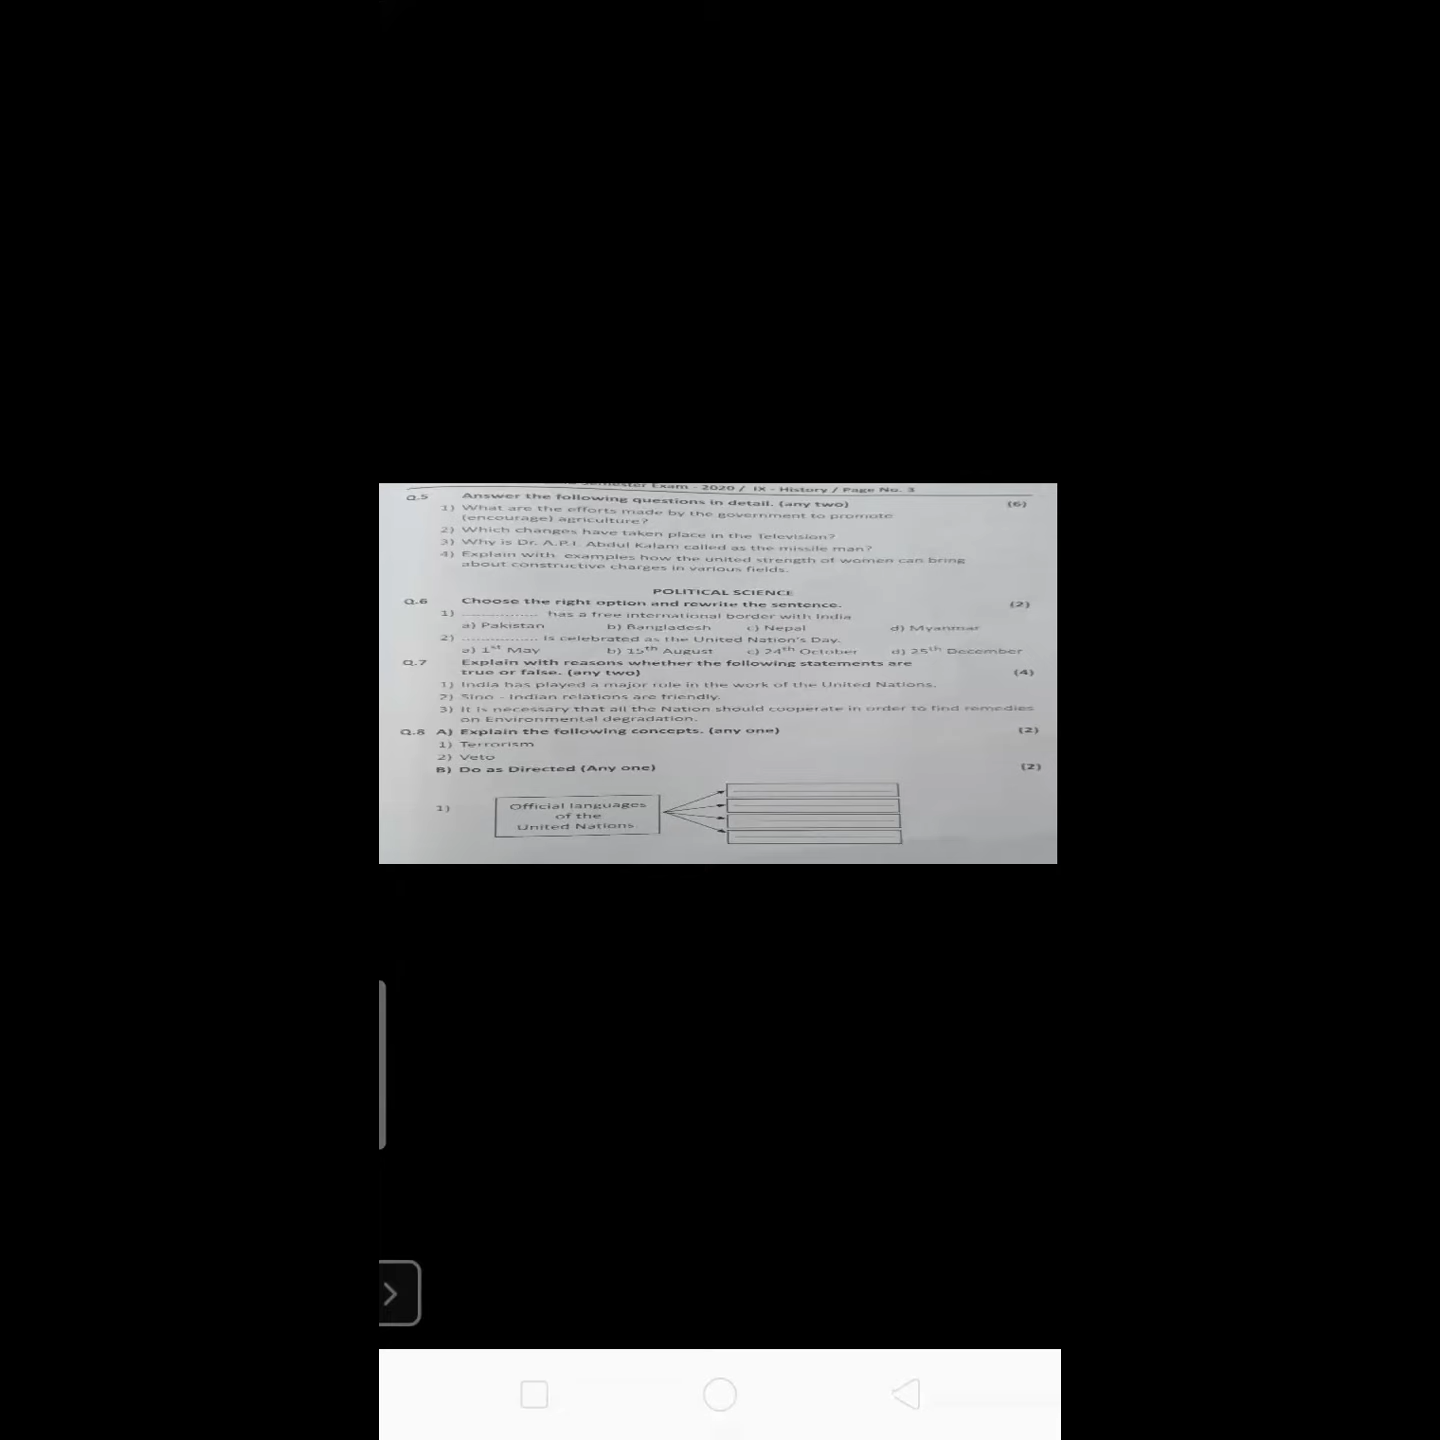 Semester Exam - 2020 / IX - History / Page No. 3
Q.5 Answer the following questions in detail. (any two) (6)
1) What are the efforts made by the government to promote
(encourage) agriculture?
2) Which changes have taken place in the Television?
3) Why is Dr. A.P.J. Abdul Kalam called as the missile man?
4) Explain with examples how the united strength of women can bring
about constructive charges in various fields.
POLITICAL SCIENCE
Q.6 Choose the right option and rewrite the sentence. (2)
1) ............... has a free international border with India
a) Pakistan b) Bangladesh c) Nepal d) Myanmar
2) ............... is celebrated as the United Nation's Day.
a) 1st May b) 15th August c) 24th October d) 25th December
Q.7 Explain with reasons whether the following statements are
true or false. (any two) (4)
1) India has played a major role in the work of the United Nations.
2) Sino - Indian relations are friendly.
3) It is necessary that all the Nation should cooperate in order to find remedies
on Environmental degradation.
Q.8 A) Explain the following concepts. (any one) (2)
1) Terrorism
2) Veto
B) Do as Directed (Any one) (2)
1) Official languages
of the
United Nations